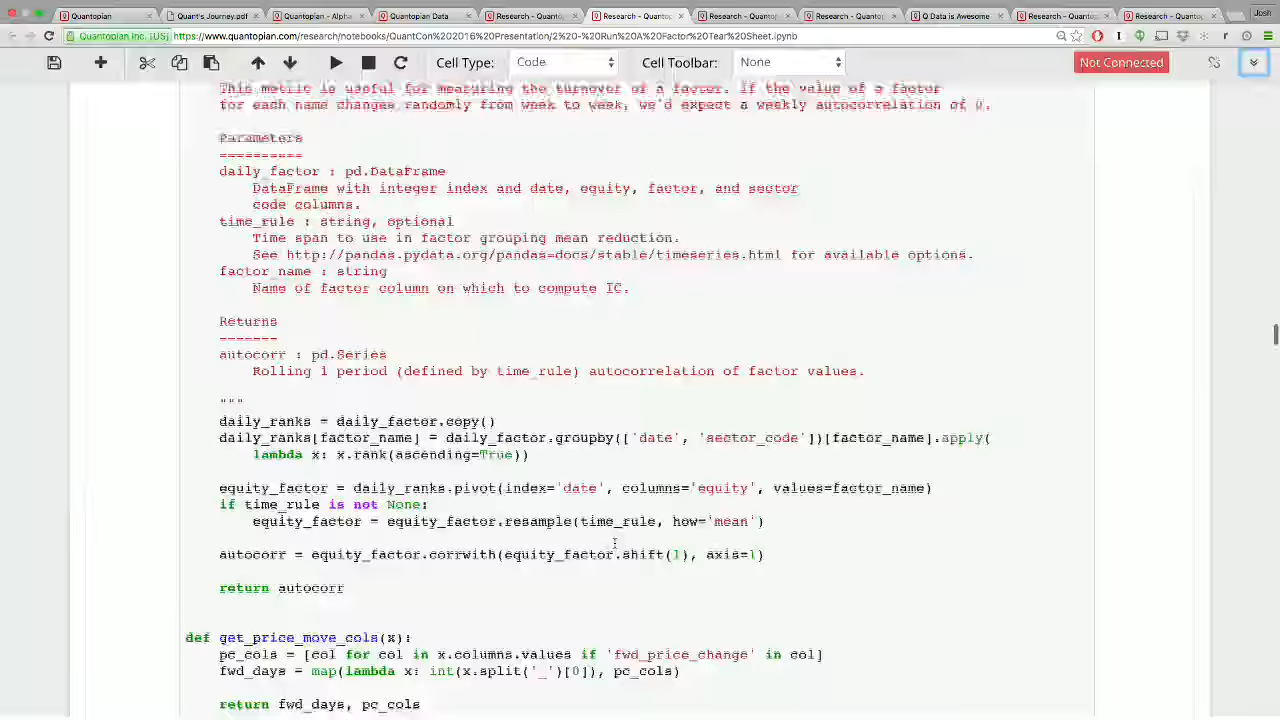 Quantopian
Quant's Journey.pdf
Quantopian - Alpha
Quantopian Data
Research - Quantop
Research - Quantop
Research - Quantop
Research - Quantop
Q Data is Awesome
Research - Quantop
Research - Quantop
Josh
Quantopian Inc. [US] https://www.quantopian.com/research/notebooks/QuantCon%202016%20Presentation/2%20-%20Run%20A%20Factor%20Tear%20Sheet.ipynb
Cell Type: Code Cell Toolbar: None Not Connected
This metric is useful for measuring the turnover of a factor. If the value of a factor
for each name changes randomly from week to week, we'd expect a weekly autocorrelation of 0.
Parameters
==========
daily_factor : pd.DataFrame
DataFrame with integer index and date, equity, factor, and sector
code columns.
time_rule : string, optional
Time span to use in factor grouping mean reduction.
See http://pandas.pydata.org/pandas-docs/stable/timeseries.html for available options.
factor_name : string
Name of factor column on which to compute IC.
Returns
-------
autocorr : pd.Series
Rolling 1 period (defined by time_rule) autocorrelation of factor values.
"""
daily_ranks = daily_factor.copy()
daily_ranks[factor_name] = daily_factor.groupby(['date', 'sector_code'])[factor_name].apply(
lambda x: x.rank(ascending=True))
equity_factor = daily_ranks.pivot(index='date', columns='equity', values=factor_name)
if time_rule is not None:
equity_factor = equity_factor.resample(time_rule, how='mean')
autocorr = equity_factor.corrwith(equity_factor.shift(1), axis=1)
return autocorr
def get_price_move_cols(x):
pc_cols = [col for col in x.columns.values if 'fwd_price_change' in col]
fwd_days = map(lambda x: int(x.split('_')[0]), pc_cols)
return fwd_days, pc_cols